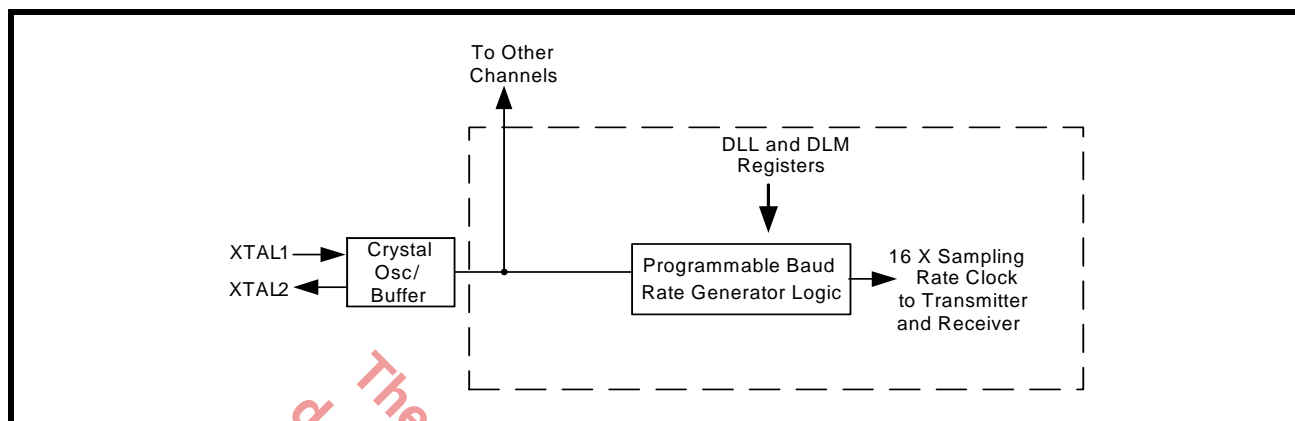 To Other
Channels
DLL and DLM
Registers
XTAL1
XTAL2
Crystal
Osc/
Buffer
Programmable Baud
Rate Generator Logic
16 X Sampling
Rate Clock
to Transmitter
and Receiver
The
d